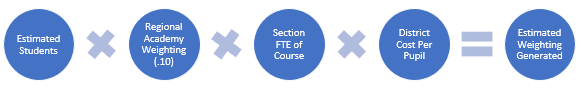 Estimated
Students
Regional
Academy
Weighting
(.10)
Section
FTE of
Course
District
Cost Per
Pupil
Estimated
Weighting
Generated